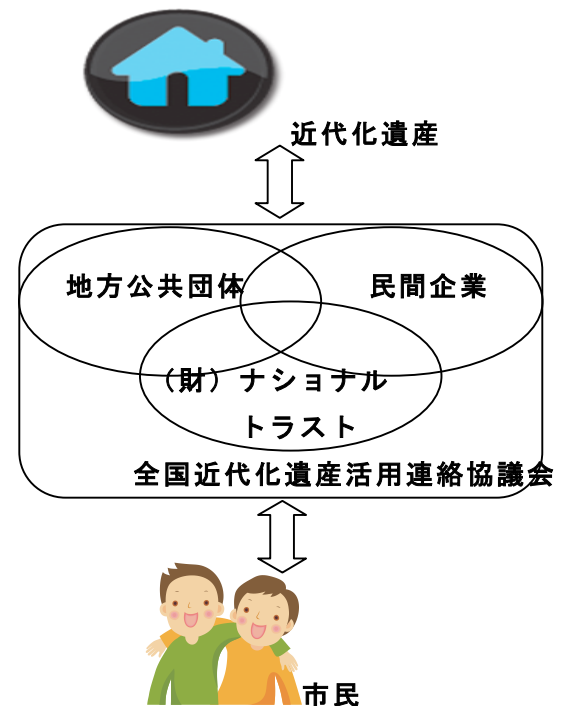 近代化遺産
地方公共団体
民間企業
（財）ナショナル
トラスト
全国近代化遺産活用連絡協議会
市民